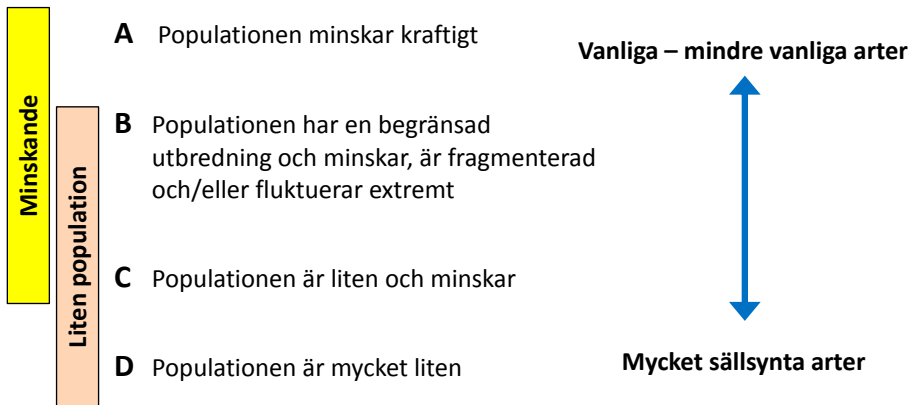 Minskande
Liten population
A Populationen minskar kraftigt
B Populationen har en begränsad
utbredning och minskar, är fragmenterad
och/eller fluktuerar extremt
C Populationen är liten och minskar
D Populationen är mycket liten
Vanliga – mindre vanliga arter
Mycket sällsynta arter